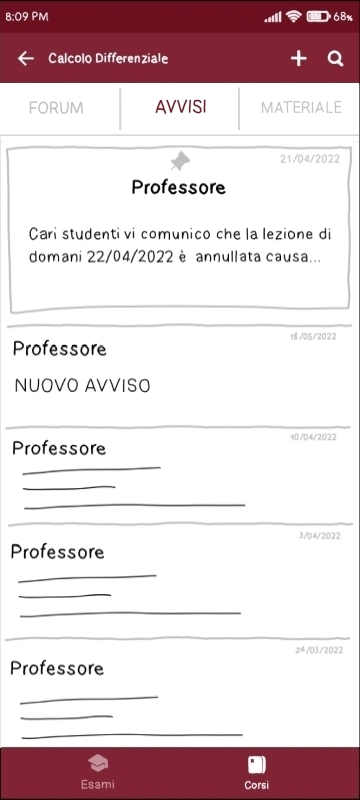 8:09 PM 68%
Calcolo Differenziale
FORUM AVVISI MATERIALE
21/04/2022
Professore
Cari studenti vi comunico che la lezione di
domani 22/04/2022 è annullata causa...
18/05/2022
Professore
NUOVO AVVISO
10/04/2022
Professore
3/04/2022
Professore
24/03/2022
Professore
Esami Corsi